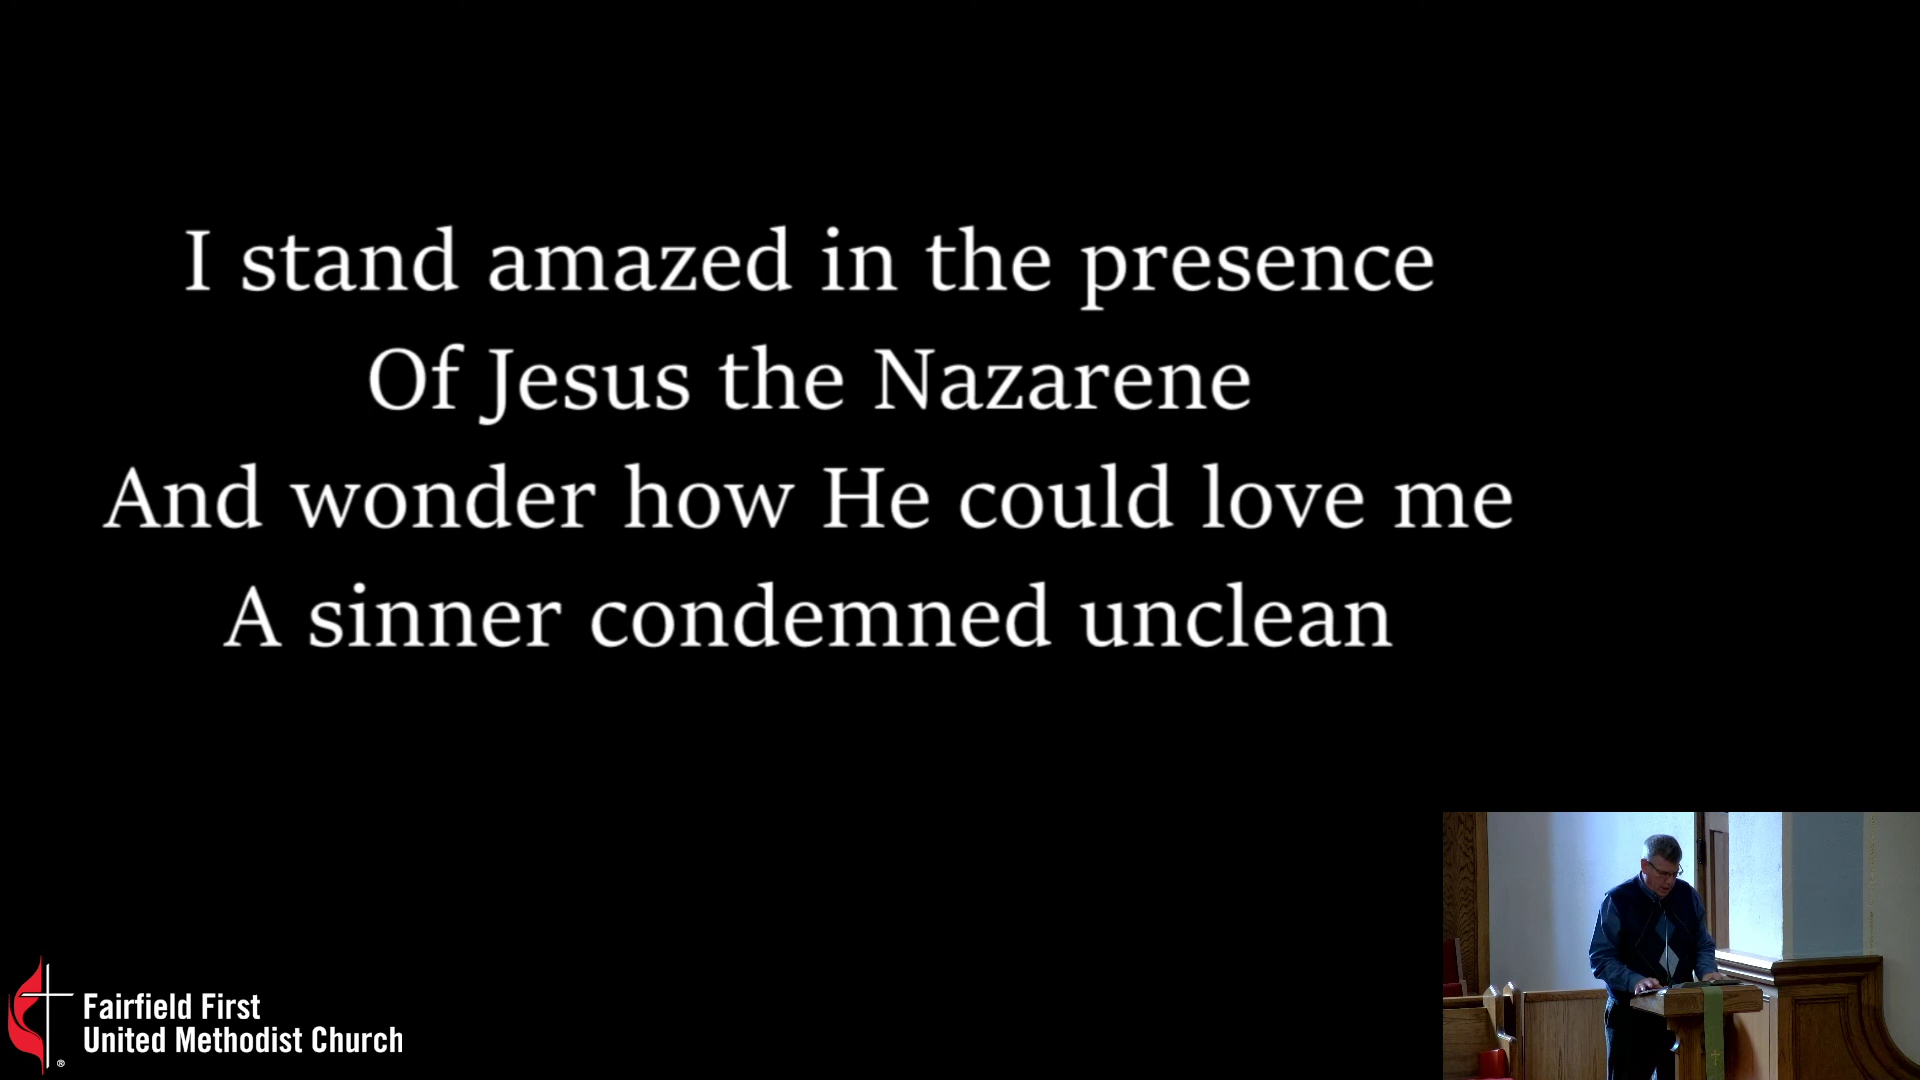 I stand amazed in the presence
Of Jesus the Nazarene
And wonder how He could love me
A sinner condemned unclean
Fairfield First
United Methodist Church
®